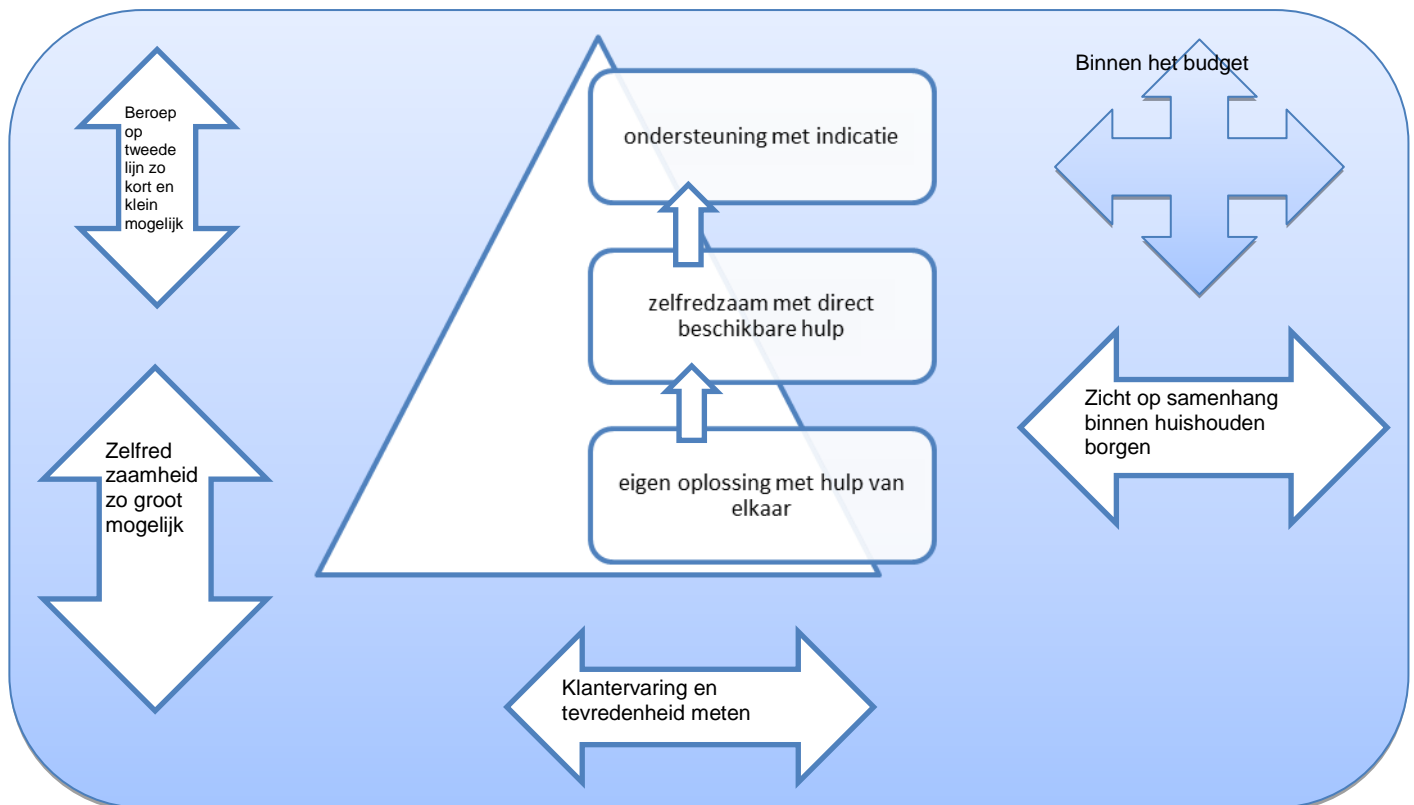 Beroep
op
tweede
lijn zo
kort en
klein
mogelijk
Zelfred
zaamheid
zo groot
mogelijk
ondersteuning met indicatie
zelfredzaam met direct
beschikbare hulp
eigen oplossing met hulp van
elkaar
Binnen het budget
Zicht op samenhang
binnen huishouden
borgen
Klantervaring en
tevredenheid meten